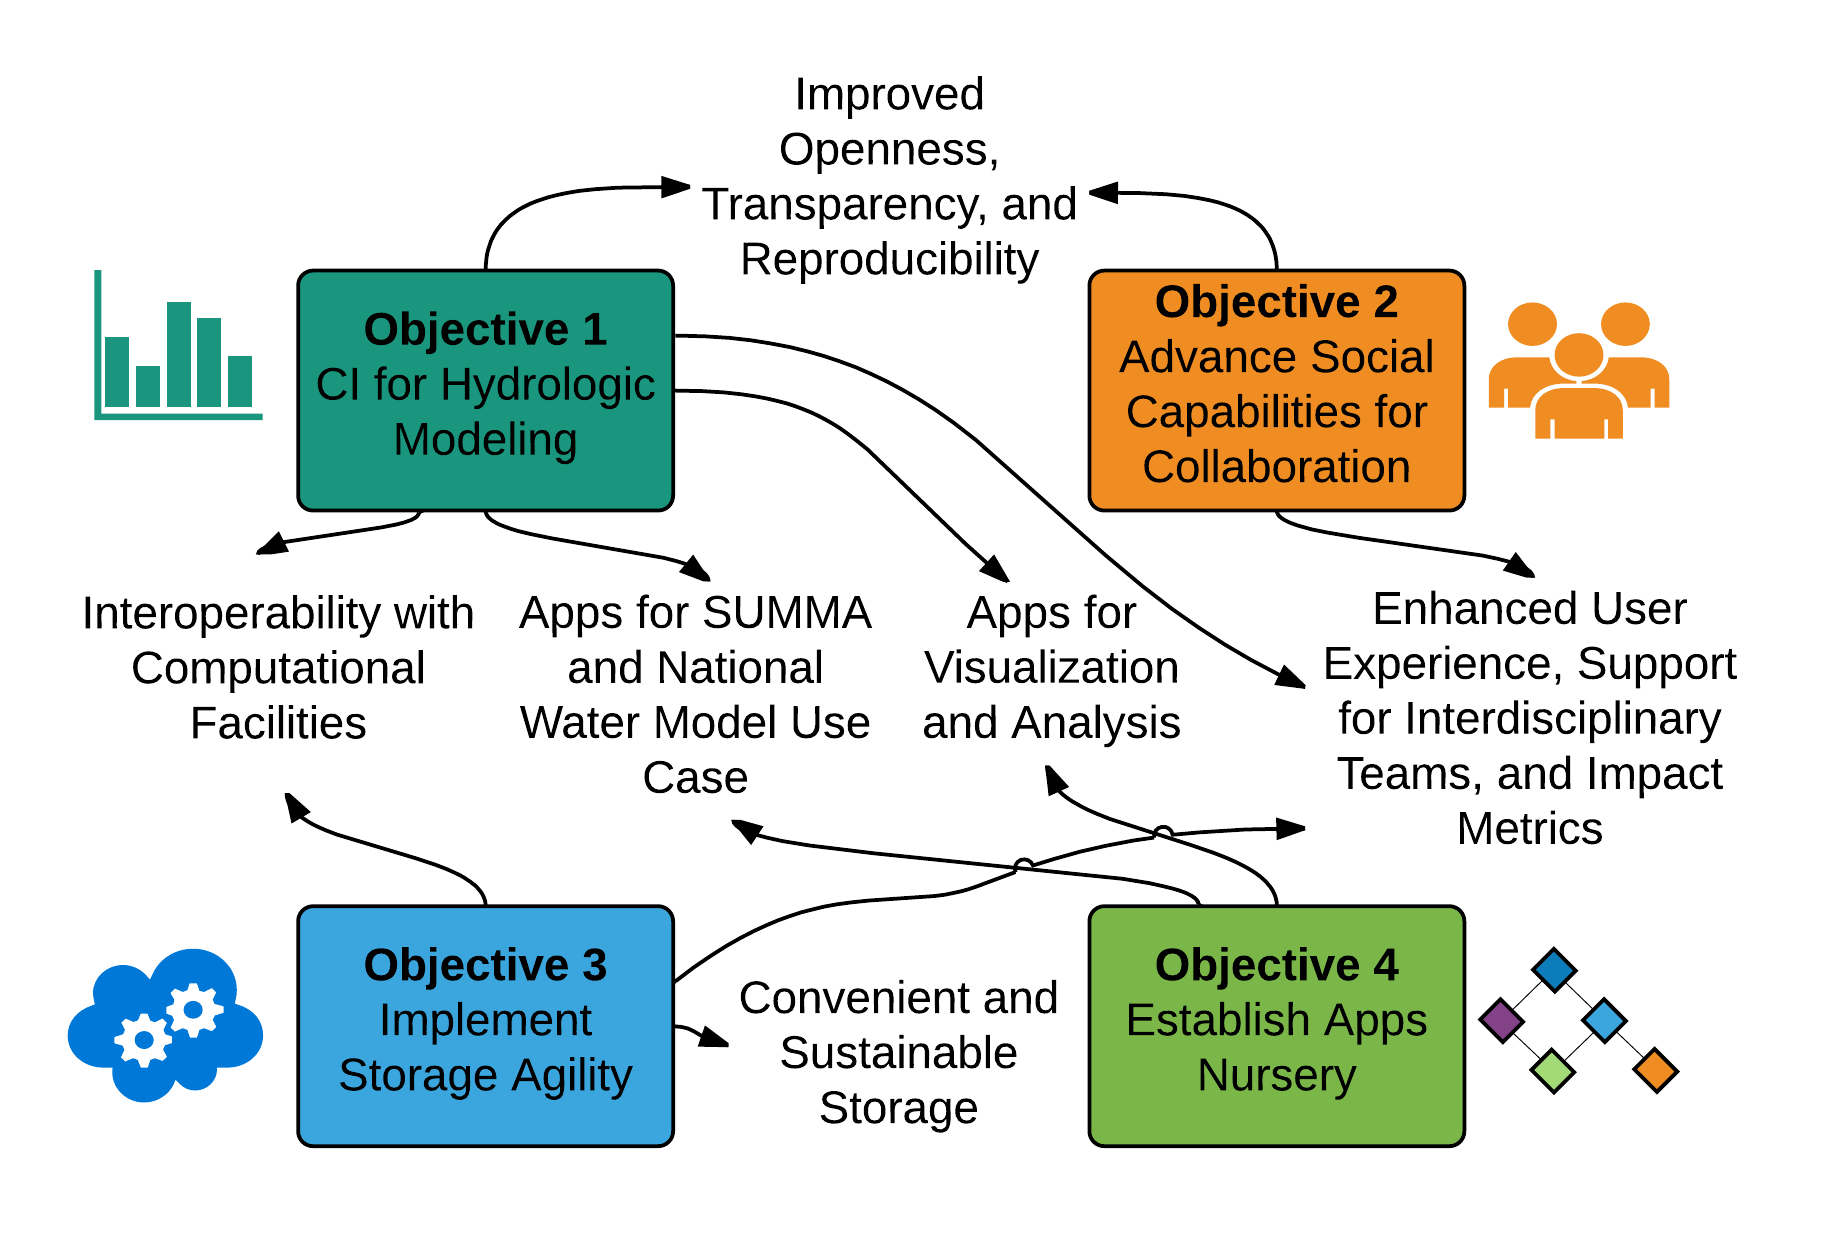 Improved
Openness,
Transparency, and
Reproducibility
Objective 1
CI for Hydrologic
Modeling
Objective 2
Advance Social
Capabilities for
Collaboration
Interoperability with
Computational
Facilities
Apps for SUMMA
and National
Water Model Use
Case
Apps for
Visualization
and Analysis
Enhanced User
Experience, Support
for Interdisciplinary
Teams, and Impact
Metrics
Objective 3
Implement
Storage Agility
Convenient and
Sustainable
Storage
Objective 4
Establish Apps
Nursery